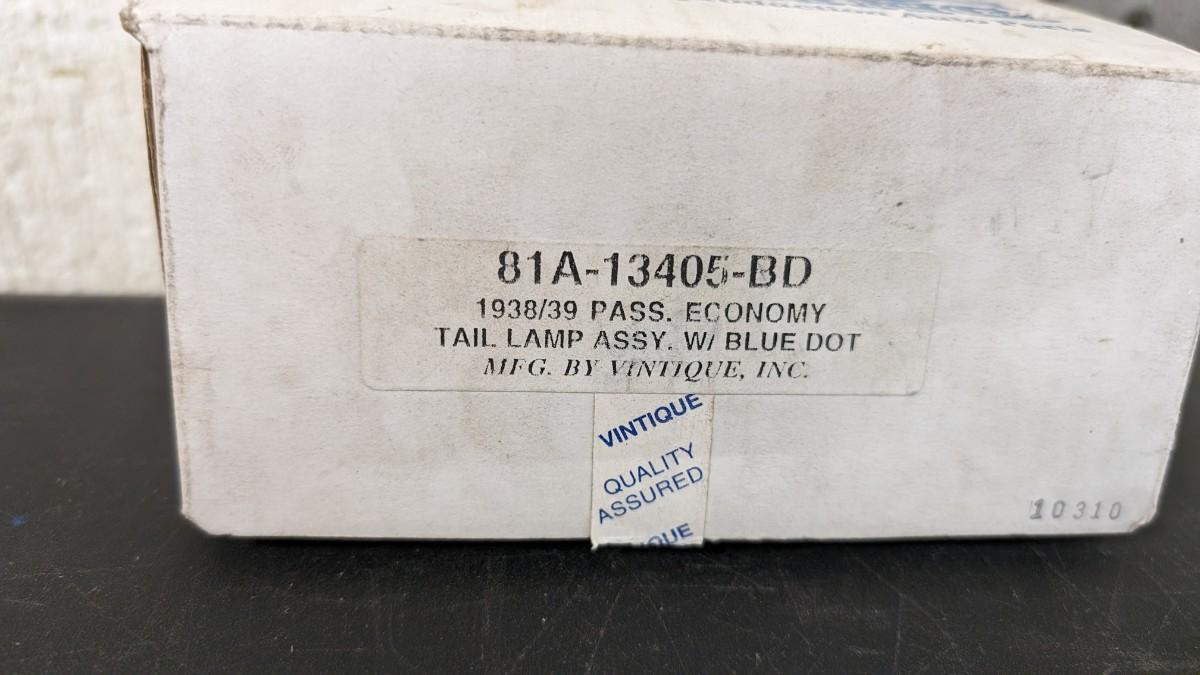 81A-13405-BD
1938/39 PASS. ECONOMY
TAIL LAMP ASSY. W/ BLUE DOT
MFG. BY VINTIQUE, INC.
VINTIQUE
QUALITY
ASSURED
QUE
10310